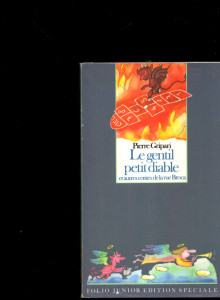 Pierre Gripari
Le gentil
petit diable
et autres contes de la rue Broca
FOLIO JUNIOR EDITION SPECIALE